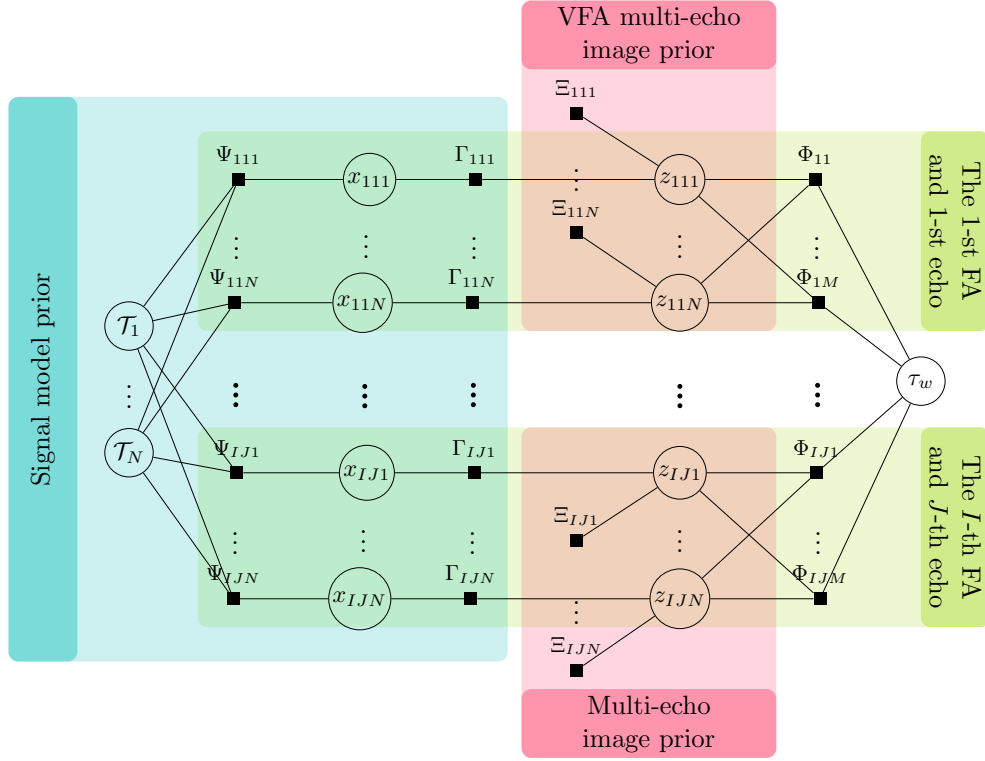 VFA multi-echo
image prior
Ξ₁₁₁
Ψ₁₁₁
Γ₁₁₁
Φ₁₁
x₁₁₁
z₁₁₁
Ξ₁₁N
Ψ₁₁N
Γ₁₁N
Φ₁M
x₁₁N
z₁₁N
The 1-st FA
and 1-st echo
Signal model prior
𝒯₁
𝒯N
τw
ΨIJ1
ΓIJ1
ΦIJ1
xIJ1
zIJ1
ΞIJ1
ΨIJN
ΓIJN
ΦIJM
xIJN
zIJN
ΞIJN
The I-th FA
and J-th echo
Multi-echo
image prior